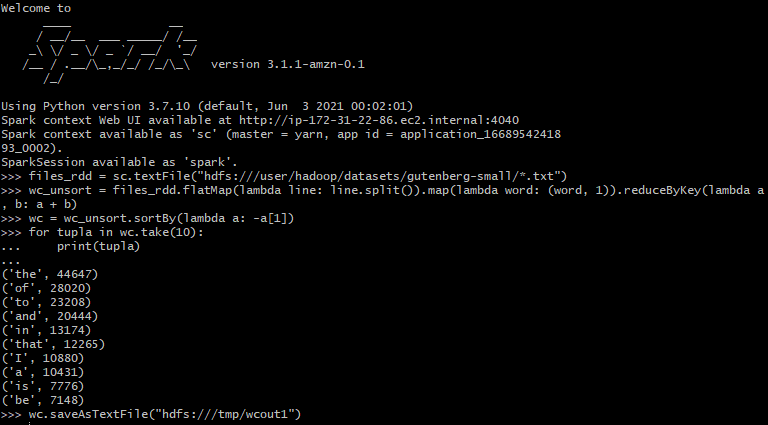 Welcome to
      ____              __
     / __/__  ___ _____/ /__
    _\ \/ _ \/ _ `/ __/  '_/
   /__ / .__/\_,_/_/ /_/\_\   version 3.1.1-amzn-0.1
      /_/
Using Python version 3.7.10 (default, Jun  3 2021 00:02:01)
Spark context Web UI available at http://ip-172-31-22-86.ec2.internal:4040
Spark context available as 'sc' (master = yarn, app id = application_16689542418
93_0002).
SparkSession available as 'spark'.
>>> files_rdd = sc.textFile("hdfs:///user/hadoop/datasets/gutenberg-small/*.txt")
>>> wc_unsort = files_rdd.flatMap(lambda line: line.split()).map(lambda word: (word, 1)).reduceByKey(lambda a
, b: a + b)
>>> wc = wc_unsort.sortBy(lambda a: -a[1])
>>> for tupla in wc.take(10):
...     print(tupla)
...
('the', 44647)
('of', 28020)
('to', 23208)
('and', 20444)
('in', 13174)
('that', 12265)
('I', 10880)
('a', 10431)
('is', 7776)
('be', 7148)
>>> wc.saveAsTextFile("hdfs:///tmp/wcout1")